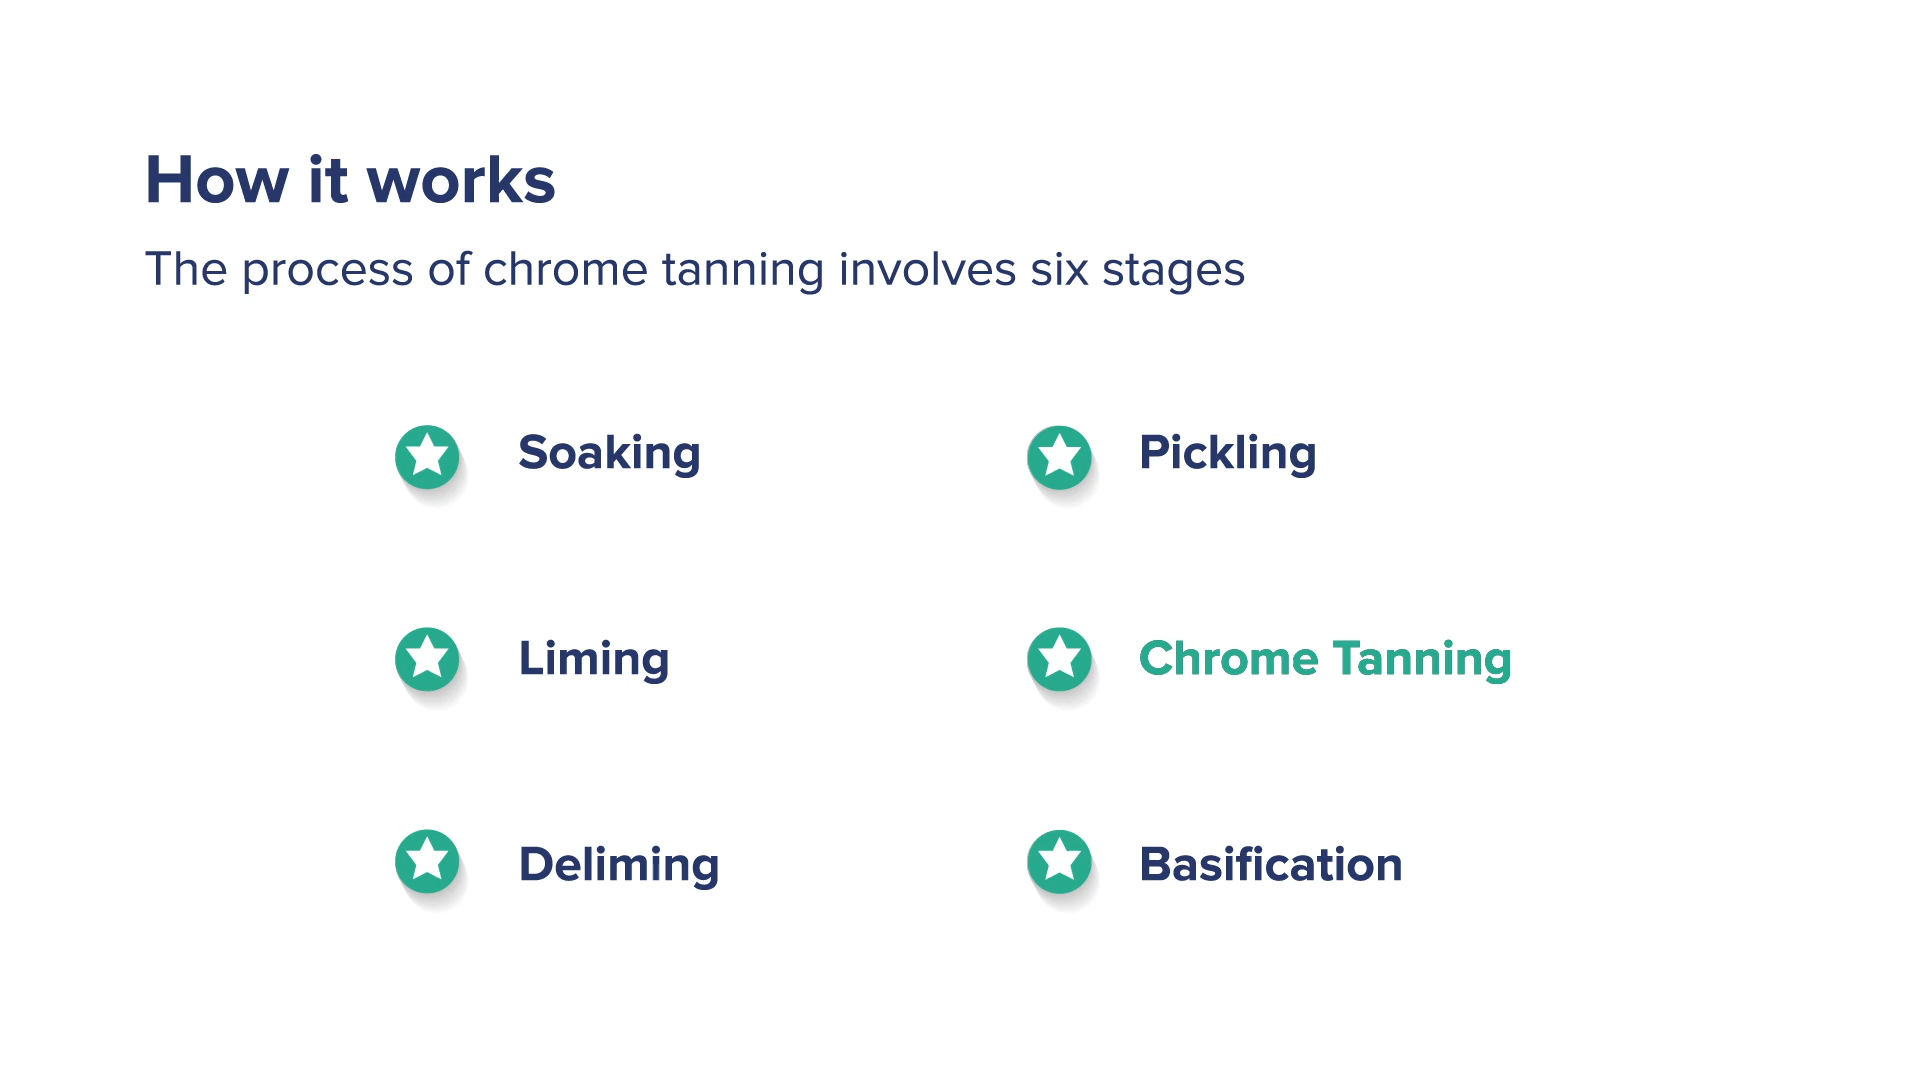 How it works
The process of chrome tanning involves six stages
Soaking
Liming
Deliming
Pickling
Chrome Tanning
Basification